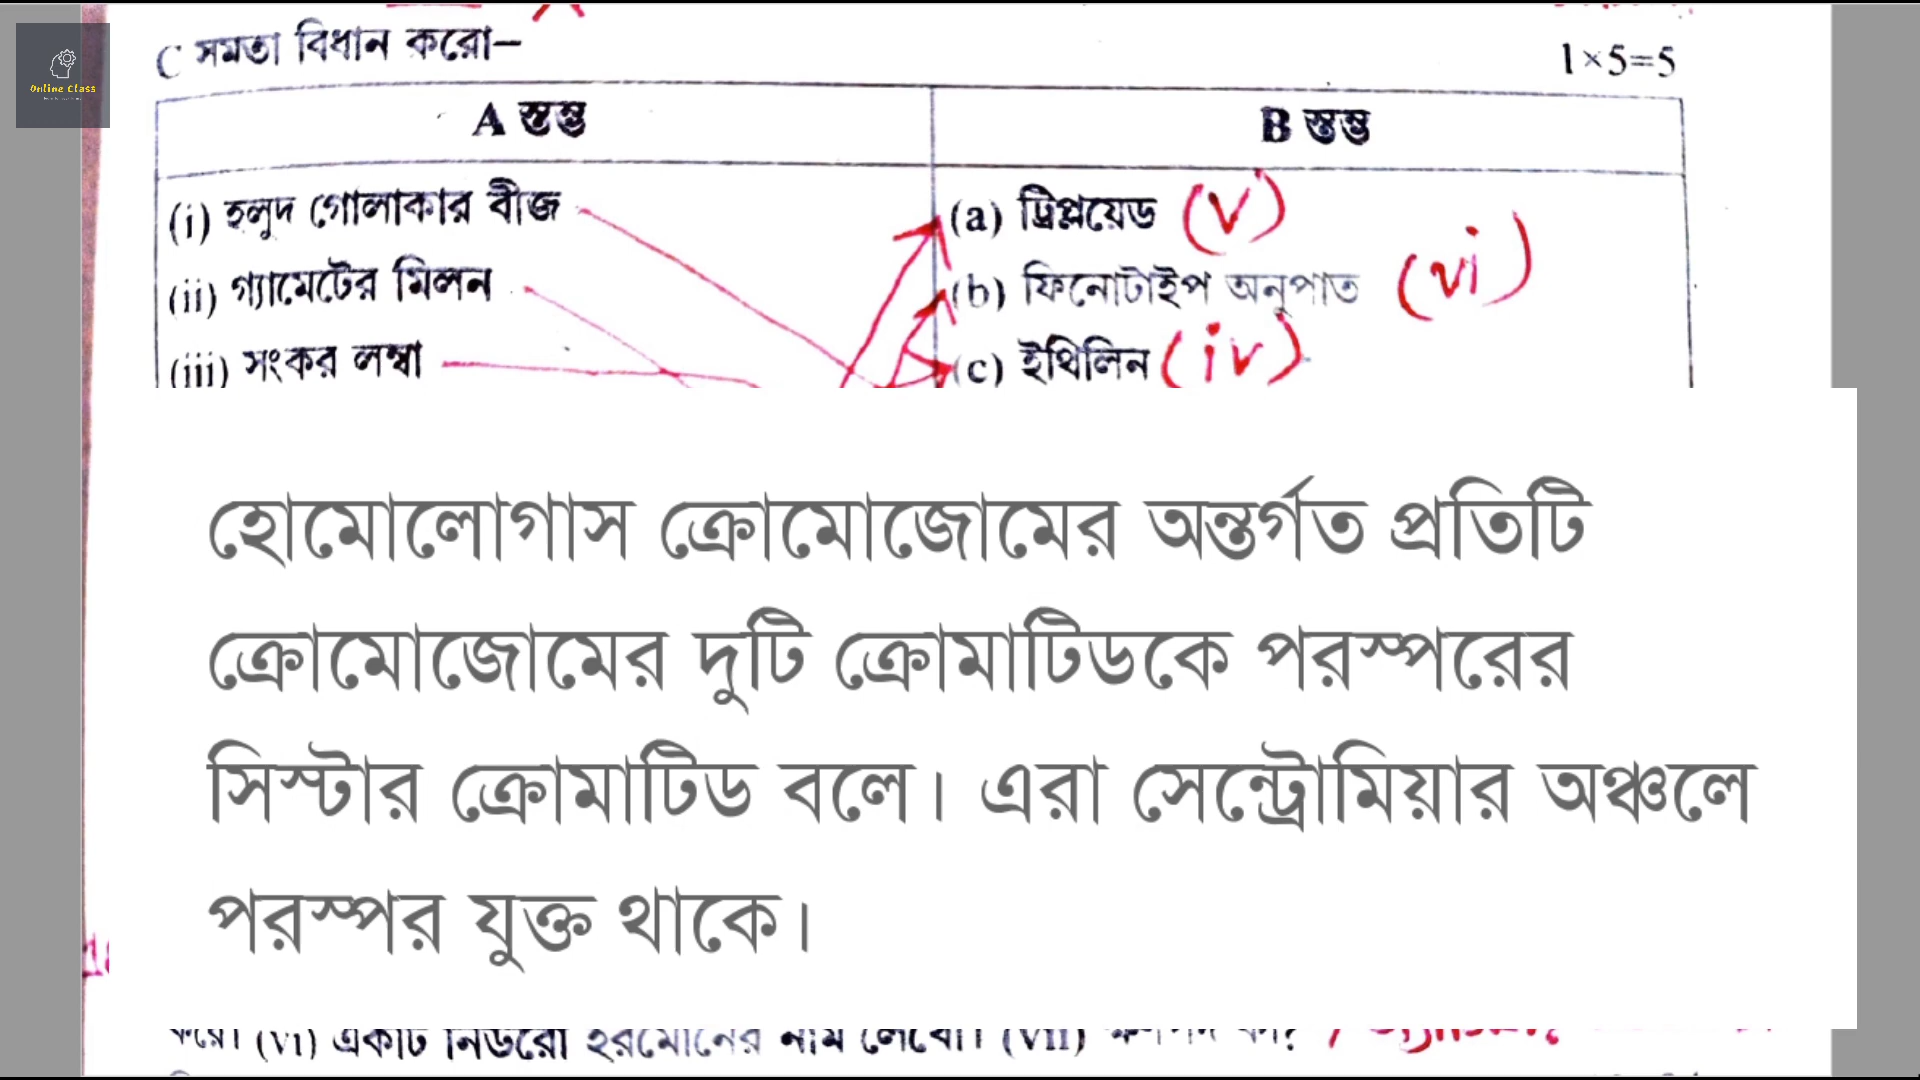 Online Class
C সমতা বিধান করো–
1×5=5
A স্তম্ভ
B স্তম্ভ
(i) হলুদ গোলাকার বীজ
(a) ট্রিপ্লয়েড (v)
(ii) গ্যামেটের মিলন
(b) ফিনোটাইপ অনুপাত (vi)
(iii) সংকর লম্বা
(c) ইথিলিন (iv)
হোমোলোগাস ক্রোমোজোমের অন্তর্গত প্রতিটি
ক্রোমোজোমের দুটি ক্রোমাটিডকে পরস্পরের
সিস্টার ক্রোমাটিড বলে। এরা সেন্ট্রোমিয়ার অঞ্চলে
পরস্পর যুক্ত থাকে।
করো। (vi) একটি নিউরো হরমোনের নাম লেখো। (vii)